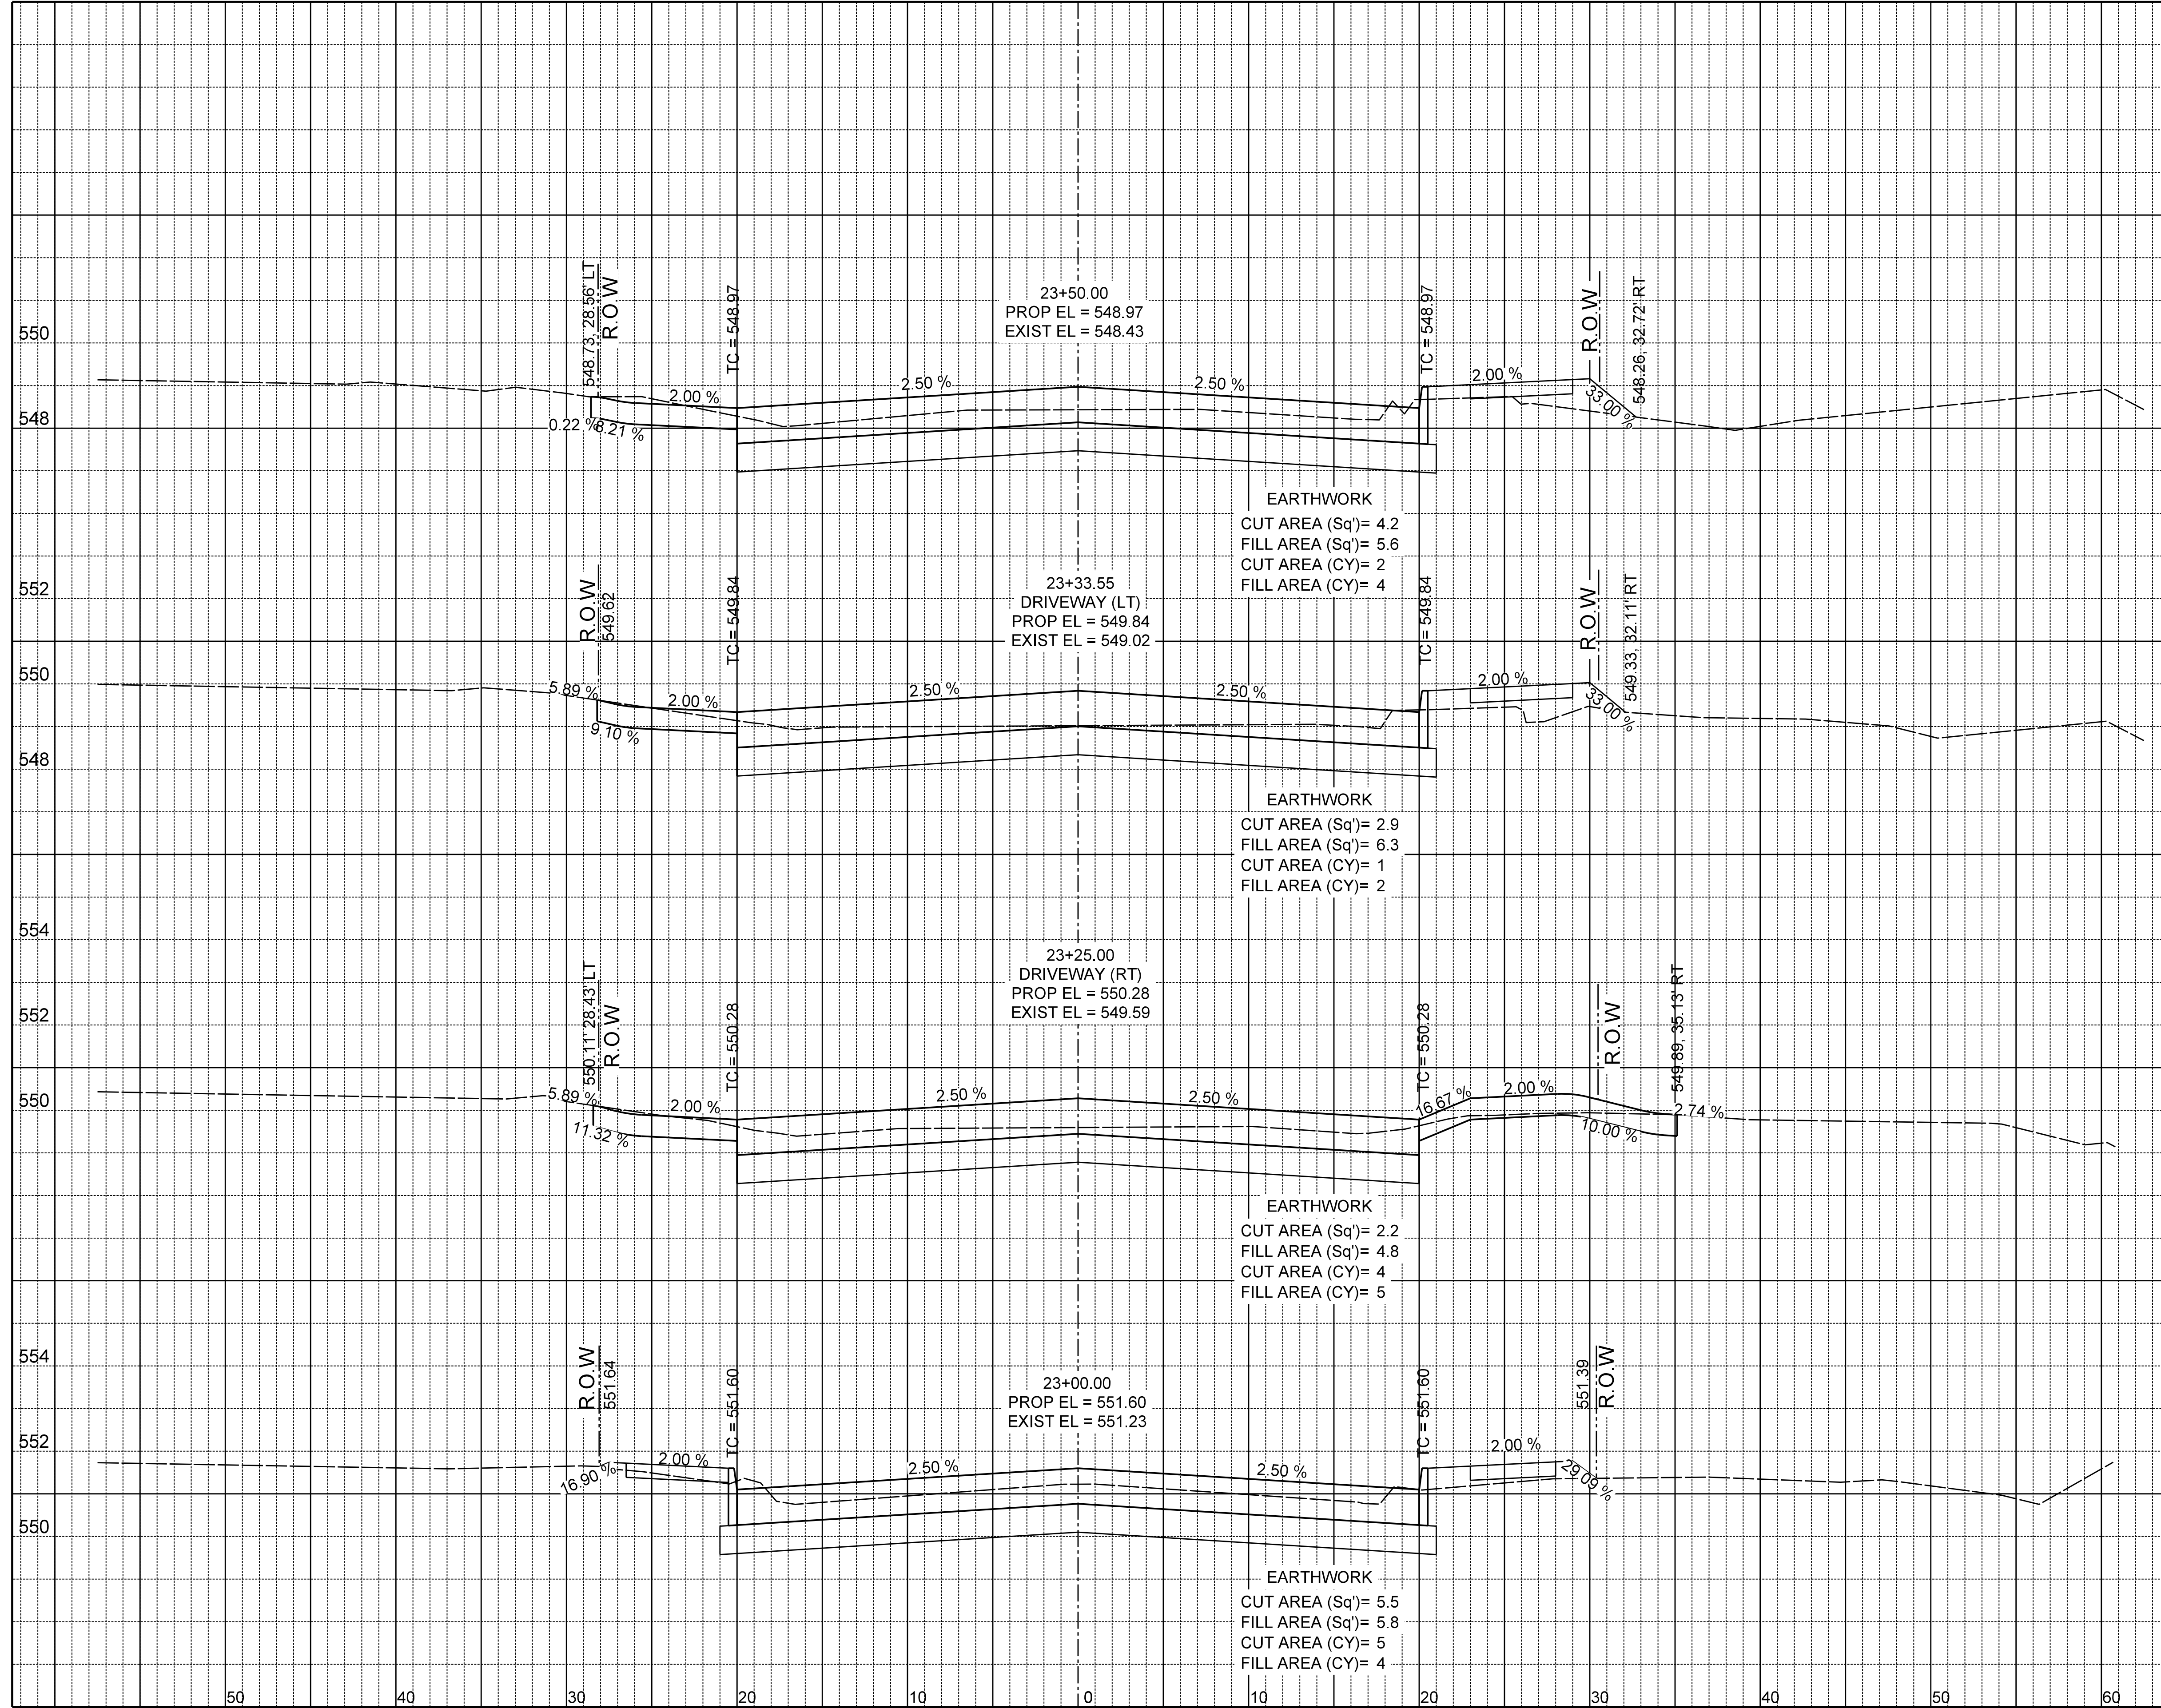 548.73, 28.56' LT
R.O.W
TC = 548.97
23+50.00
PROP EL = 548.97
EXIST EL = 548.43
TC = 548.97
R.O.W
548.26, 32.72' RT
550
2.00 %
2.50 %
2.50 %
2.00 %
33.00 %
548
0.22 %
8.21 %
EARTHWORK
CUT AREA (Sq')= 4.2
FILL AREA (Sq')= 5.6
CUT AREA (CY)= 2
FILL AREA (CY)= 4
552
R.O.W
549.62
TC = 549.84
23+33.55
DRIVEWAY (LT)
PROP EL = 549.84
EXIST EL = 549.02
TC = 549.84
R.O.W
549.33, 32.11' RT
550
5.89 %
2.00 %
2.50 %
2.50 %
2.00 %
33.00 %
9.10 %
548
EARTHWORK
CUT AREA (Sq')= 2.9
FILL AREA (Sq')= 6.3
CUT AREA (CY)= 1
FILL AREA (CY)= 2
554
552
550.11' 28.43' LT
R.O.W
TC = 550.28
23+25.00
DRIVEWAY (RT)
PROP EL = 550.28
EXIST EL = 549.59
TC = 550.28
R.O.W
549.89, 35.13' RT
550
5.89 %
2.00 %
2.50 %
2.50 %
16.67 %
2.00 %
2.74 %
11.32 %
10.00 %
EARTHWORK
CUT AREA (Sq')= 2.2
FILL AREA (Sq')= 4.8
CUT AREA (CY)= 4
FILL AREA (CY)= 5
554
R.O.W
551.64
TC = 551.60
23+00.00
PROP EL = 551.60
EXIST EL = 551.23
TC = 551.60
551.39
R.O.W
552
16.90 %
2.00 %
2.50 %
2.50 %
2.00 %
29.09 %
550
EARTHWORK
CUT AREA (Sq')= 5.5
FILL AREA (Sq')= 5.8
CUT AREA (CY)= 5
FILL AREA (CY)= 4
50 40 30 20 10 0 10 20 30 40 50 60